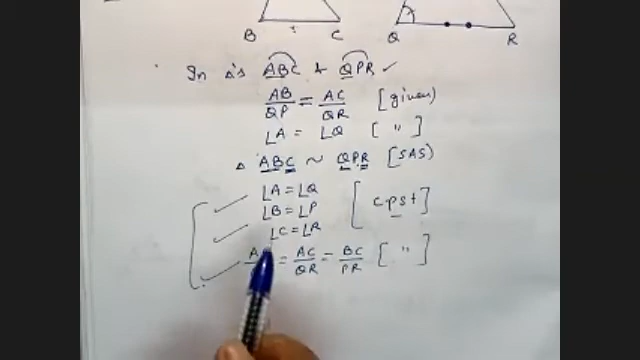 B C Q R
In Δ's ABC & QPR ✓
AB/QP = AC/QR [given]
∠A = ∠Q [ " ]
Δ ABC ~ QPR [SAS]
∠A = ∠Q
∠B = ∠P [cpst]
∠C = ∠R
A = AC/QR = BC/PR [ " ]